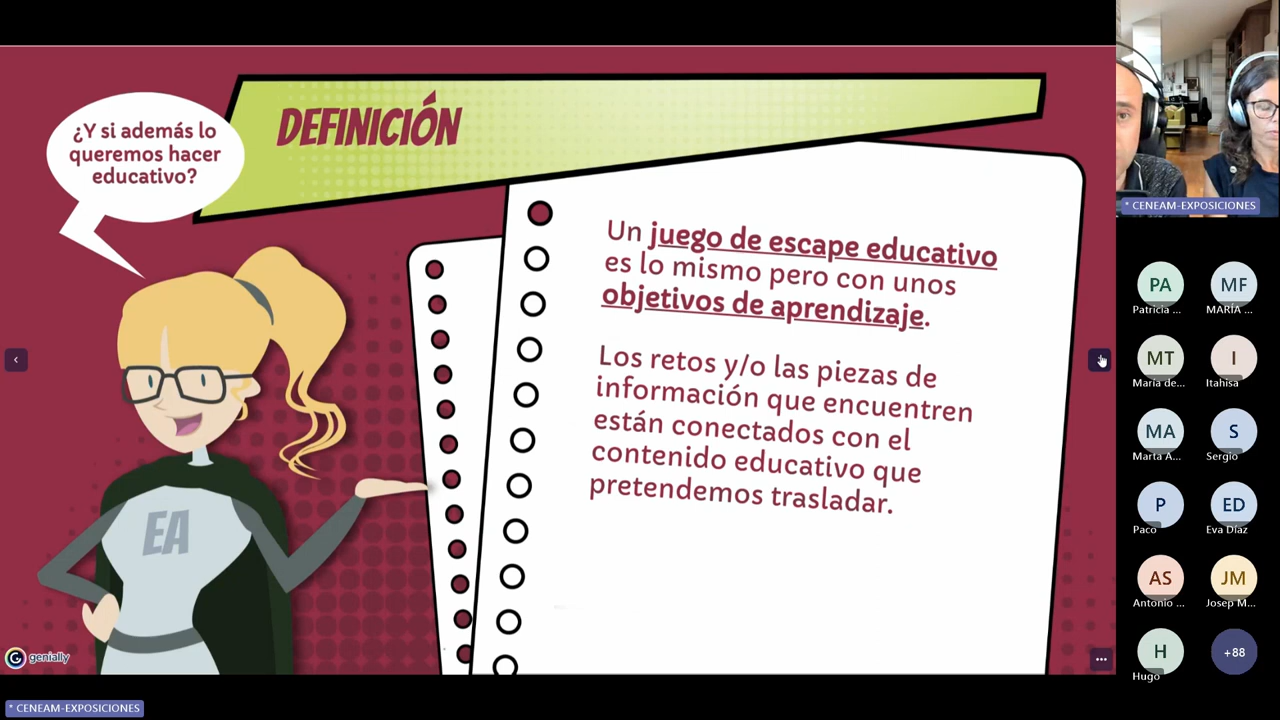 ¿Y si además lo
queremos hacer
educativo?
DEFINICIÓN
Un juego de escape educativo
es lo mismo pero con unos
objetivos de aprendizaje.
Los retos y/o las piezas de
información que encuentren
están conectados con el
contenido educativo que
pretendemos trasladar.
EA
genially
* CENEAM-EXPOSICIONES
* CENEAM-EXPOSICIONES
PA
Patricia ...
MF
MARÍA ...
MT
María de...
I
Itahisa
MA
Marta A...
S
Sergio
P
Paco
ED
Eva Díaz
AS
Antonio ...
JM
Josep M...
H
Hugo
+88